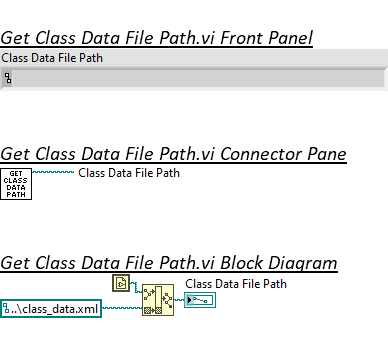 Get Class Data File Path.vi Front Panel
Class Data File Path
Get Class Data File Path.vi Connector Pane
GET
CLASS
DATA
PATH
Class Data File Path
Get Class Data File Path.vi Block Diagram
Class Data File Path
..\class_data.xml